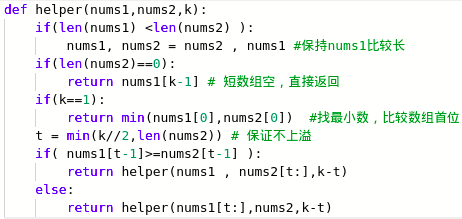 def helper(nums1,nums2,k):
    if(len(nums1) <len(nums2) ):
        nums1, nums2 = nums2 , nums1 #保持nums1比较长
    if(len(nums2)==0):
        return nums1[k-1] # 短数组空，直接返回
    if(k==1):
        return min(nums1[0],nums2[0])  #找最小数，比较数组首位
    t = min(k//2,len(nums2)) # 保证不上溢
    if( nums1[t-1]>=nums2[t-1] ):
        return helper(nums1 , nums2[t:],k-t)
    else:
        return helper(nums1[t:],nums2,k-t)